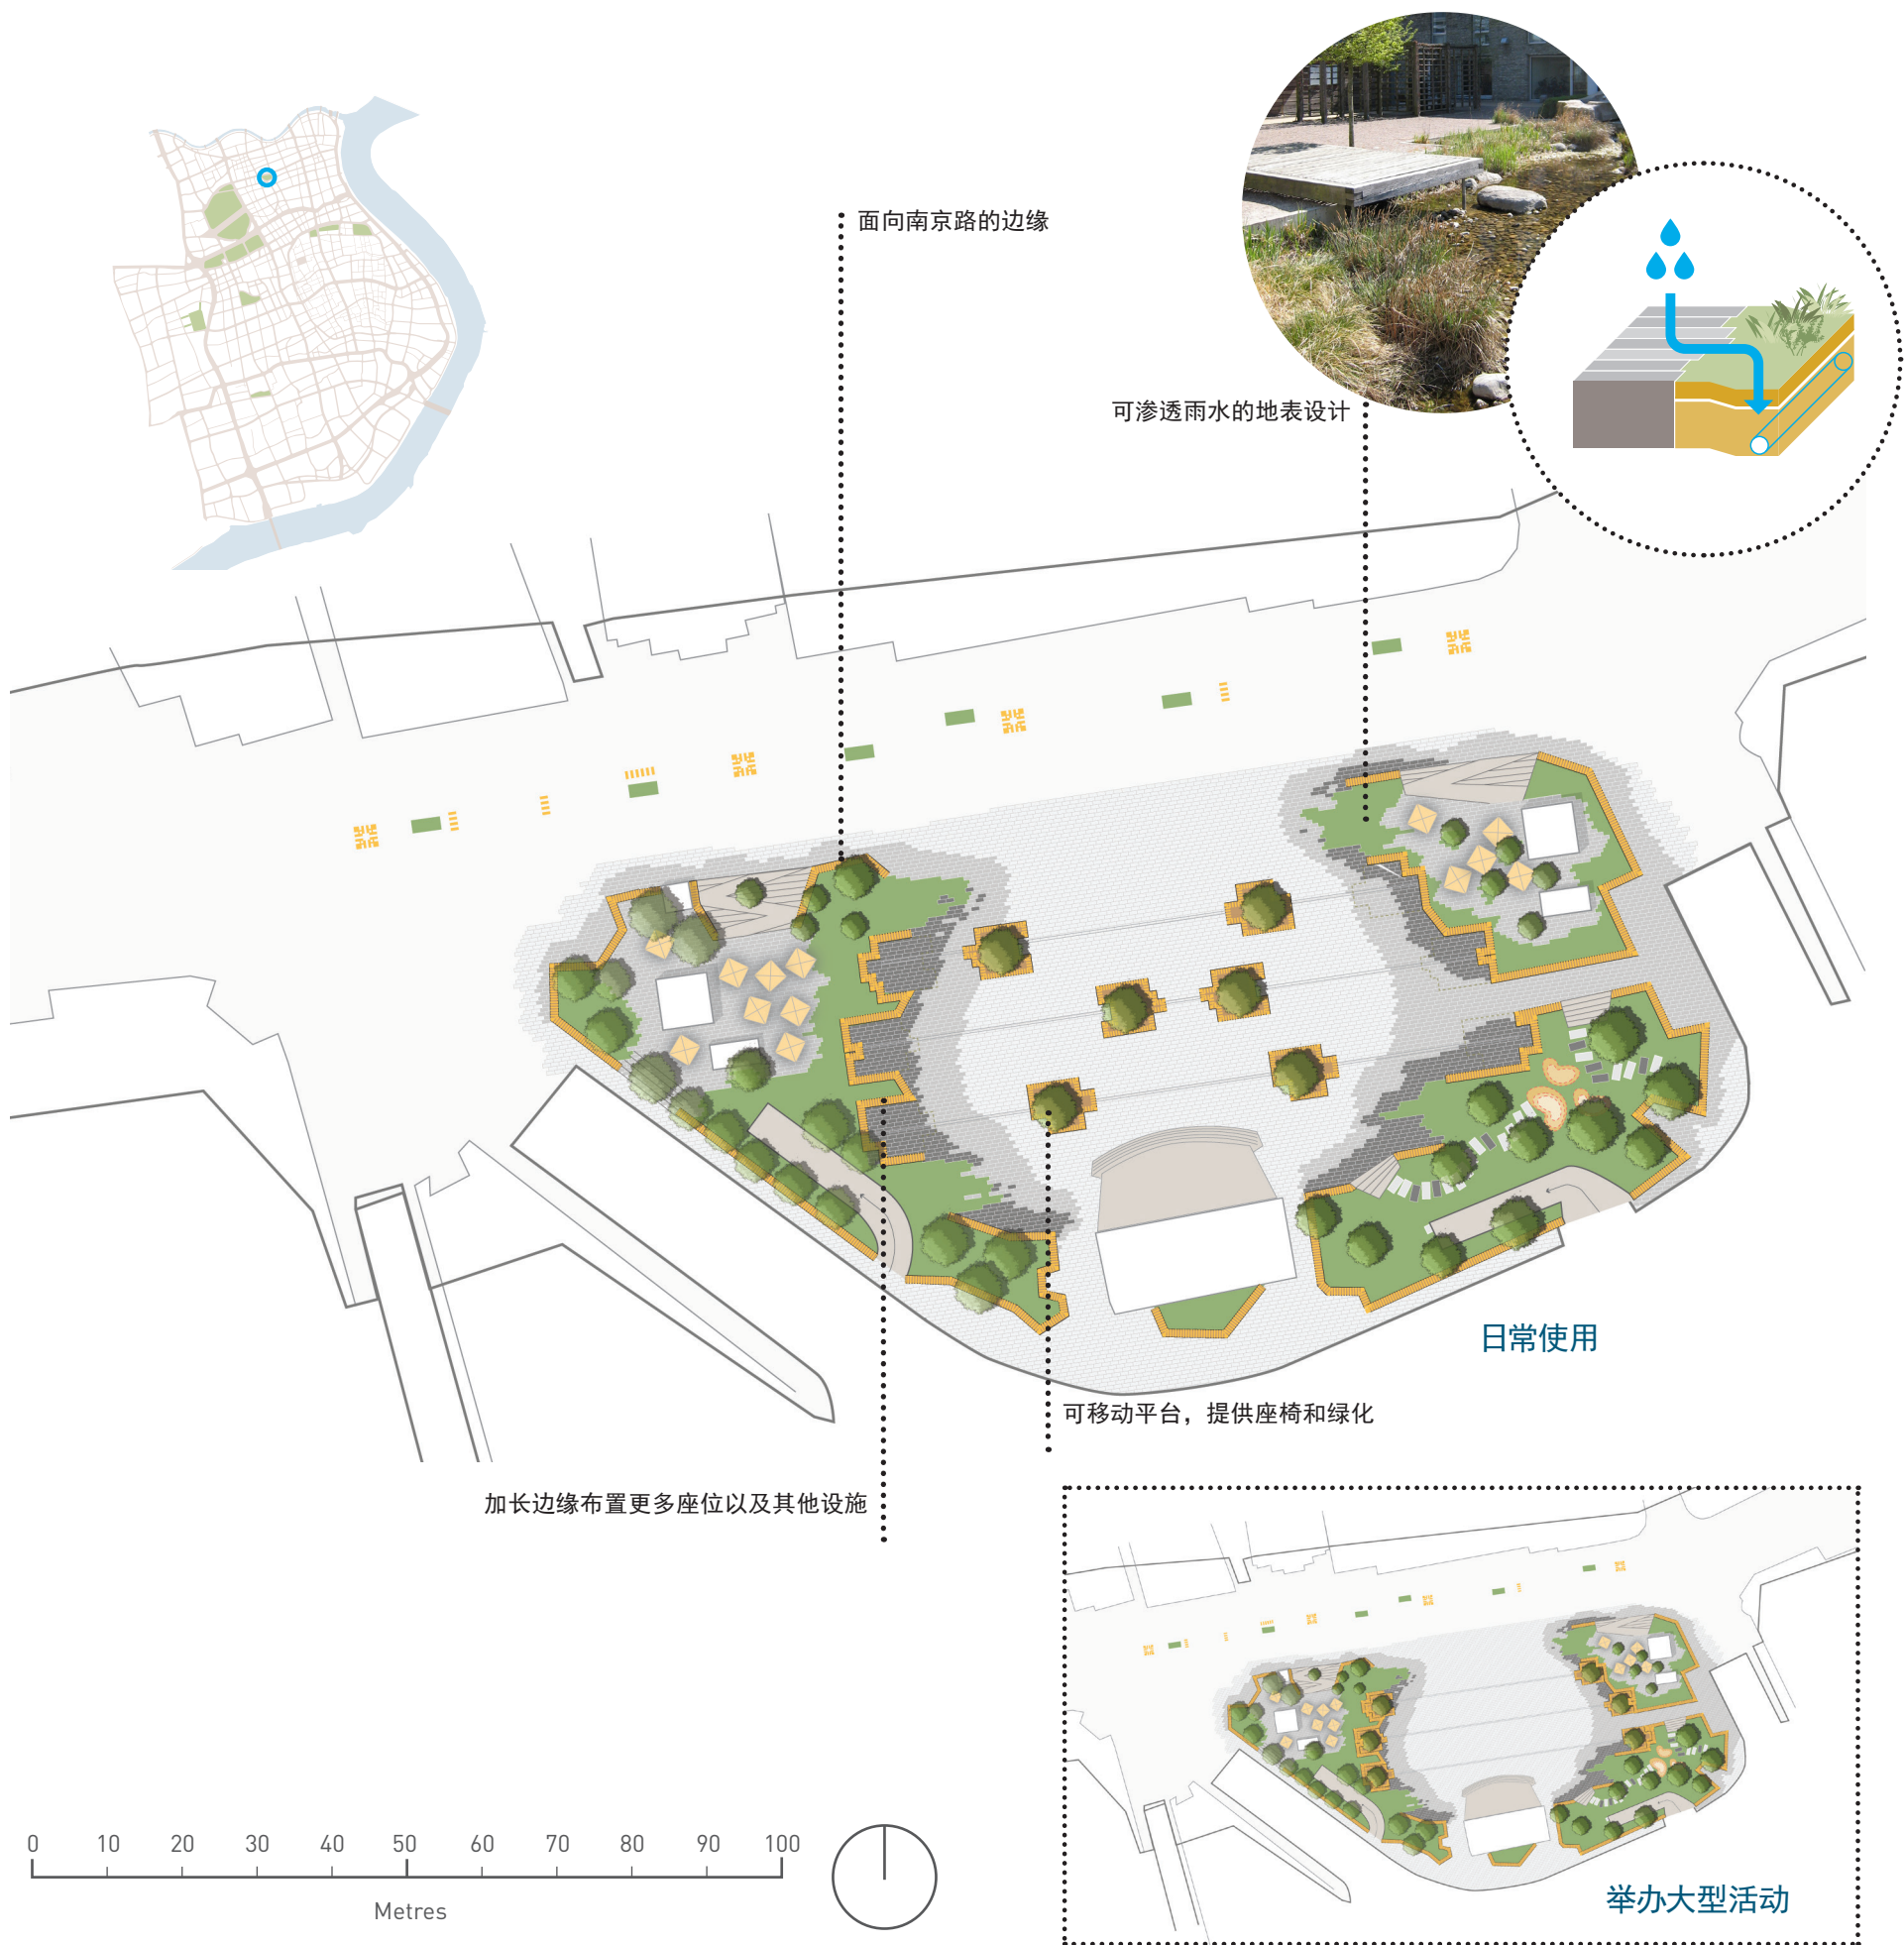 面向南京路的边缘
可渗透雨水的地表设计
日常使用
可移动平台，提供座椅和绿化
加长边缘布置更多座位以及其他设施
0 10 20 30 40 50 60 70 80 90 100
Metres
举办大型活动